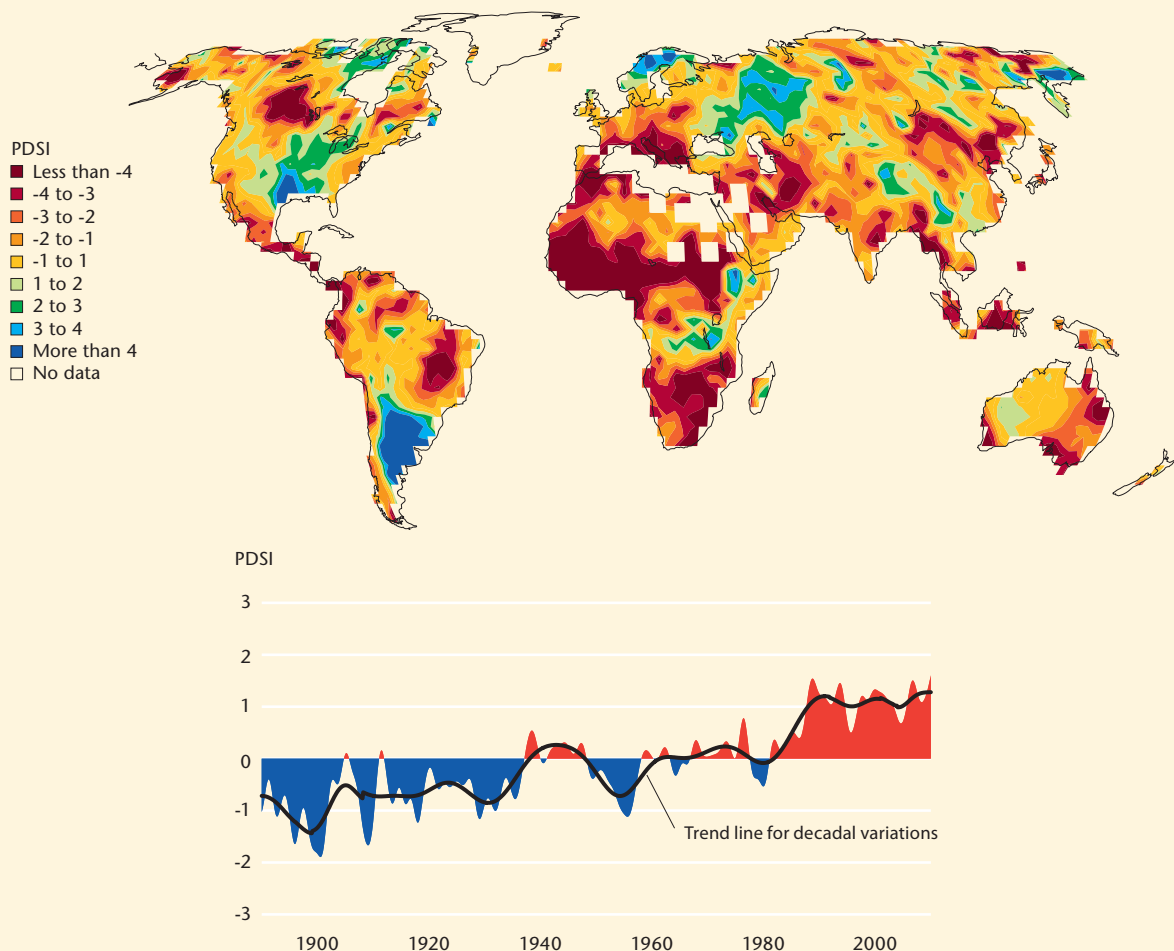 PDSI
Less than -4
-4 to -3
-3 to -2
-2 to -1
-1 to 1
1 to 2
2 to 3
3 to 4
More than 4
No data
PDSI
3
2
1
0
-1
-2
-3
Trend line for decadal variations
1900 1920 1940 1960 1980 2000